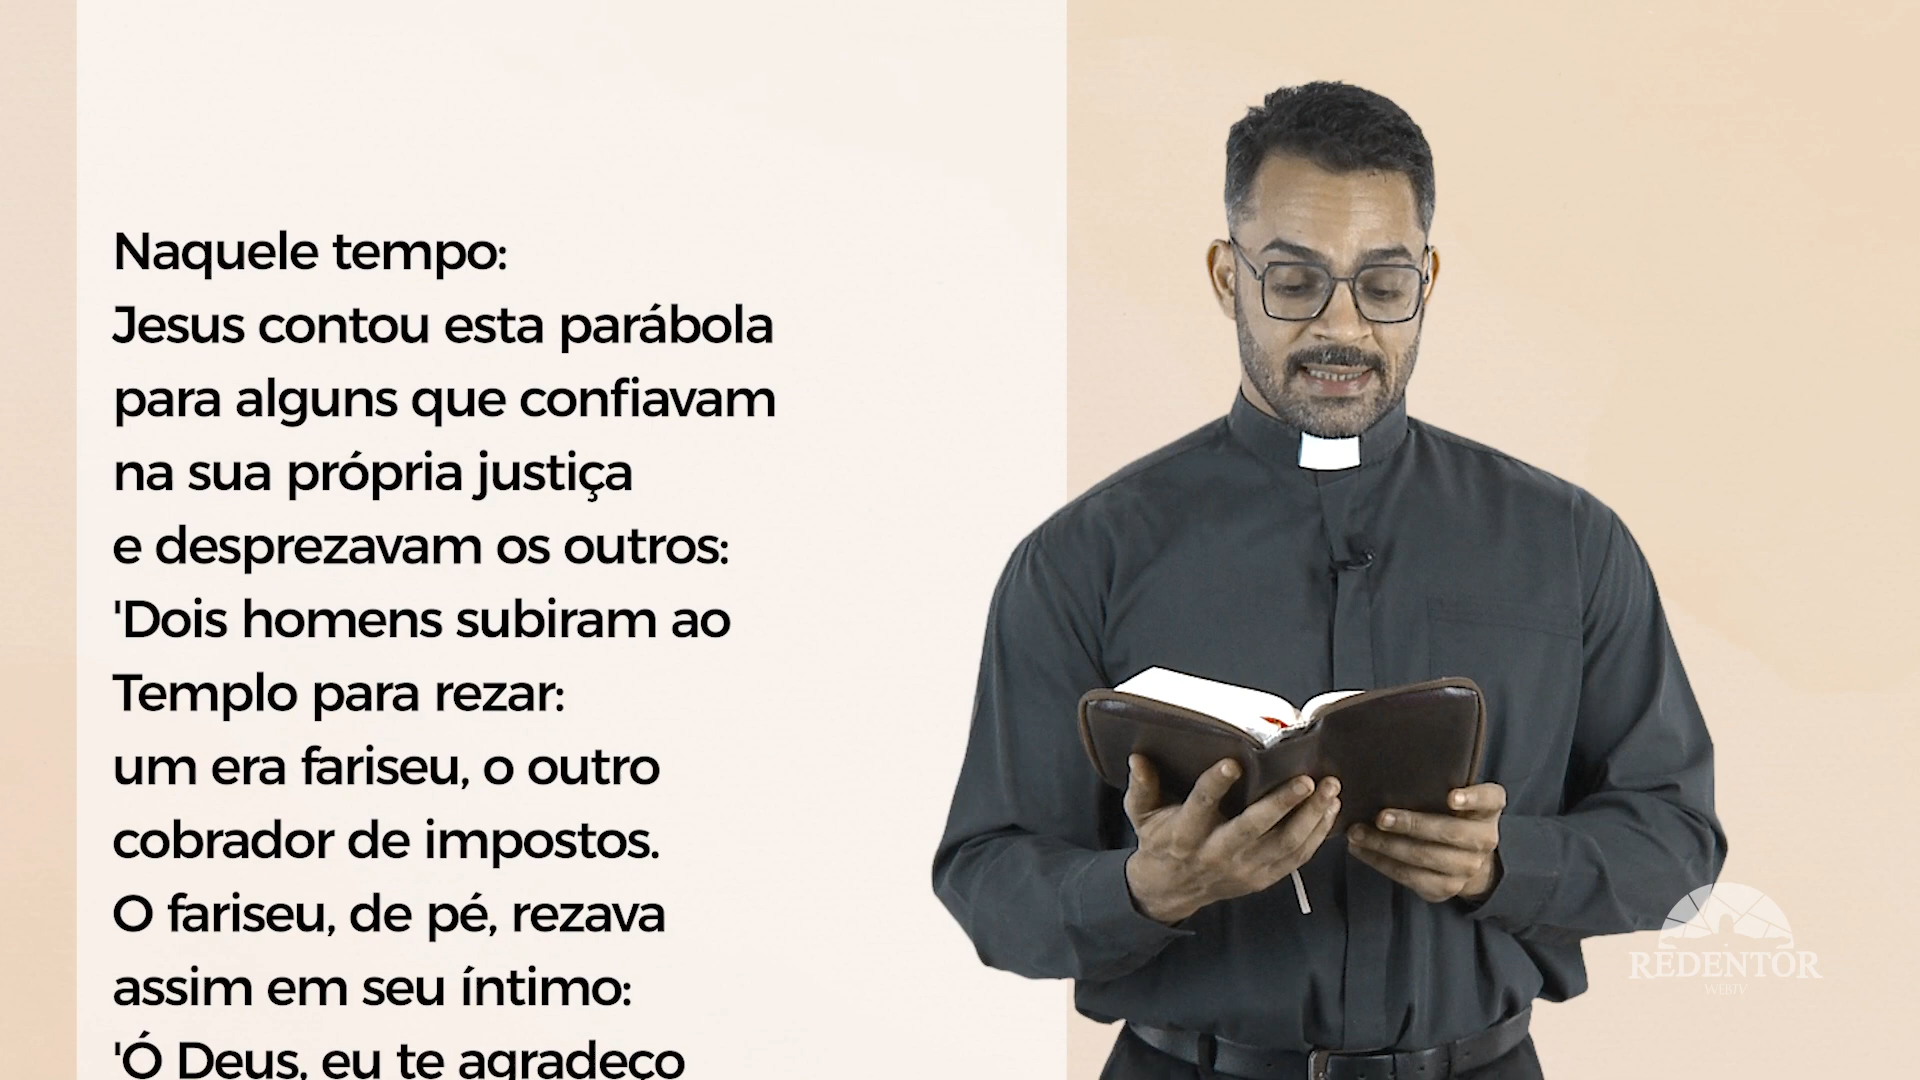 Naquele tempo:
Jesus contou esta parábola
para alguns que confiavam
na sua própria justiça
e desprezavam os outros:
'Dois homens subiram ao
Templo para rezar:
um era fariseu, o outro
cobrador de impostos.
O fariseu, de pé, rezava
assim em seu íntimo:
'Ó Deus, eu te agradeço
REDENTOR
WEBTV